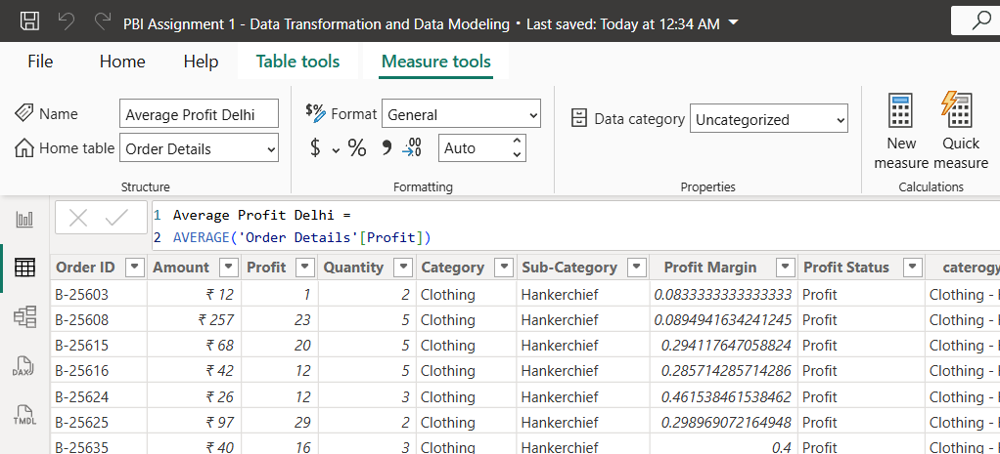 PBI Assignment 1 - Data Transformation and Data Modeling • Last saved: Today at 12:34 AM
File Home Help Table tools Measure tools
Name Average Profit Delhi
Home table Order Details
Structure
$% Format General
$ % 9 .00 →0 Auto
Formatting
Data category Uncategorized
Properties
New measure
Quick measure
Calculations
1 Average Profit Delhi =
2 AVERAGE('Order Details'[Profit])
Order ID Amount Profit Quantity Category Sub-Category Profit Margin Profit Status caterogy
B-25603 ₹ 12 1 2 Clothing Hankerchief 0.0833333333333333 Profit Clothing -
B-25608 ₹ 257 23 5 Clothing Hankerchief 0.0894941634241245 Profit Clothing -
B-25615 ₹ 68 20 5 Clothing Hankerchief 0.294117647058824 Profit Clothing -
B-25616 ₹ 42 12 5 Clothing Hankerchief 0.285714285714286 Profit Clothing -
B-25624 ₹ 26 12 3 Clothing Hankerchief 0.461538461538462 Profit Clothing -
B-25625 ₹ 97 29 2 Clothing Hankerchief 0.298969072164948 Profit Clothing -
B-25635 ₹ 40 16 3 Clothing Hankerchief 0.4 Profit Clothing -
DAX
TMDL